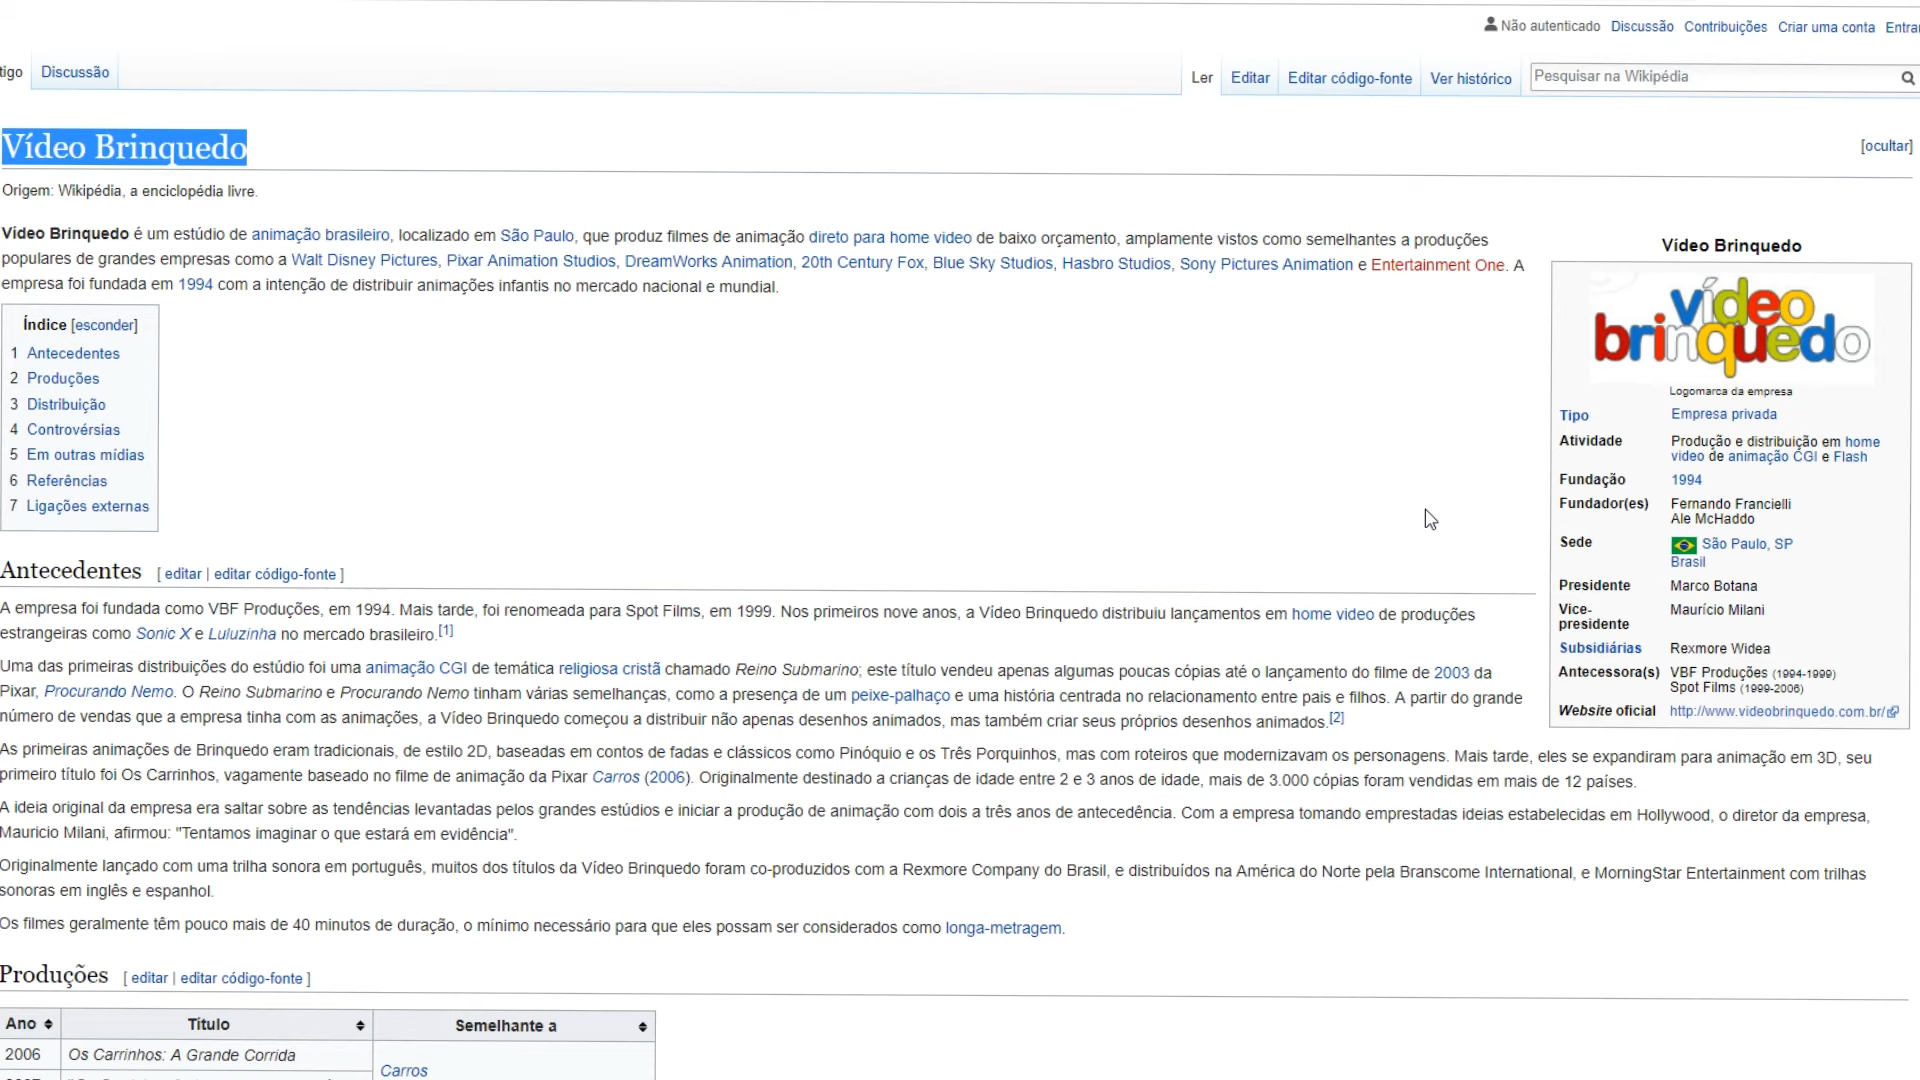 Não autenticado Discussão Contribuições Criar uma conta Entrar
tigo Discussão Ler Editar Editar código-fonte Ver histórico Pesquisar na Wikipédia
Vídeo Brinquedo
[ocultar]
Origem: Wikipédia, a enciclopédia livre.
Vídeo Brinquedo é um estúdio de animação brasileiro, localizado em São Paulo, que produz filmes de animação direto para home video de baixo orçamento, amplamente vistos como semelhantes a produções
populares de grandes empresas como a Walt Disney Pictures, Pixar Animation Studios, DreamWorks Animation, 20th Century Fox, Blue Sky Studios, Hasbro Studios, Sony Pictures Animation e Entertainment One. A
empresa foi fundada em 1994 com a intenção de distribuir animações infantis no mercado nacional e mundial.
Índice [esconder]
1 Antecedentes
2 Produções
3 Distribuição
4 Controvérsias
5 Em outras mídias
6 Referências
7 Ligações externas
Vídeo Brinquedo
vídeo
brinquedo
Logomarca da empresa
Tipo Empresa privada
Atividade Produção e distribuição em home
video de animação CGI e Flash
Fundação 1994
Fundador(es) Fernando Francielli
Ale McHaddo
Sede São Paulo, SP
Brasil
Presidente Marco Botana
Vice-
presidente Maurício Milani
Subsidiárias Rexmore Widea
Antecessora(s) VBF Produções (1994-1999)
Spot Films (1999-2006)
Website oficial http://www.videobrinquedo.com.br/
Antecedentes [ editar | editar código-fonte ]
A empresa foi fundada como VBF Produções, em 1994. Mais tarde, foi renomeada para Spot Films, em 1999. Nos primeiros nove anos, a Vídeo Brinquedo distribuiu lançamentos em home video de produções
estrangeiras como Sonic X e Luluzinha no mercado brasileiro.[1]
Uma das primeiras distribuições do estúdio foi uma animação CGI de temática religiosa cristã chamado Reino Submarino; este título vendeu apenas algumas poucas cópias até o lançamento do filme de 2003 da
Pixar, Procurando Nemo. O Reino Submarino e Procurando Nemo tinham várias semelhanças, como a presença de um peixe-palhaço e uma história centrada no relacionamento entre pais e filhos. A partir do grande
número de vendas que a empresa tinha com as animações, a Vídeo Brinquedo começou a distribuir não apenas desenhos animados, mas também criar seus próprios desenhos animados.[2]
As primeiras animações de Brinquedo eram tradicionais, de estilo 2D, baseadas em contos de fadas e clássicos como Pinóquio e os Três Porquinhos, mas com roteiros que modernizavam os personagens. Mais tarde, eles se expandiram para animação em 3D, seu
primeiro título foi Os Carrinhos, vagamente baseado no filme de animação da Pixar Carros (2006). Originalmente destinado a crianças de idade entre 2 e 3 anos de idade, mais de 3.000 cópias foram vendidas em mais de 12 países.
A ideia original da empresa era saltar sobre as tendências levantadas pelos grandes estúdios e iniciar a produção de animação com dois a três anos de antecedência. Com a empresa tomando emprestadas ideias estabelecidas em Hollywood, o diretor da empresa,
Mauricio Milani, afirmou: "Tentamos imaginar o que estará em evidência".
Originalmente lançado com uma trilha sonora em português, muitos dos títulos da Vídeo Brinquedo foram co-produzidos com a Rexmore Company do Brasil, e distribuídos na América do Norte pela Branscome International, e MorningStar Entertainment com trilhas
sonoras em inglês e espanhol.
Os filmes geralmente têm pouco mais de 40 minutos de duração, o mínimo necessário para que eles possam ser considerados como longa-metragem.
Produções [ editar | editar código-fonte ]
Ano Título Semelhante a
2006 Os Carrinhos: A Grande Corrida
Carros